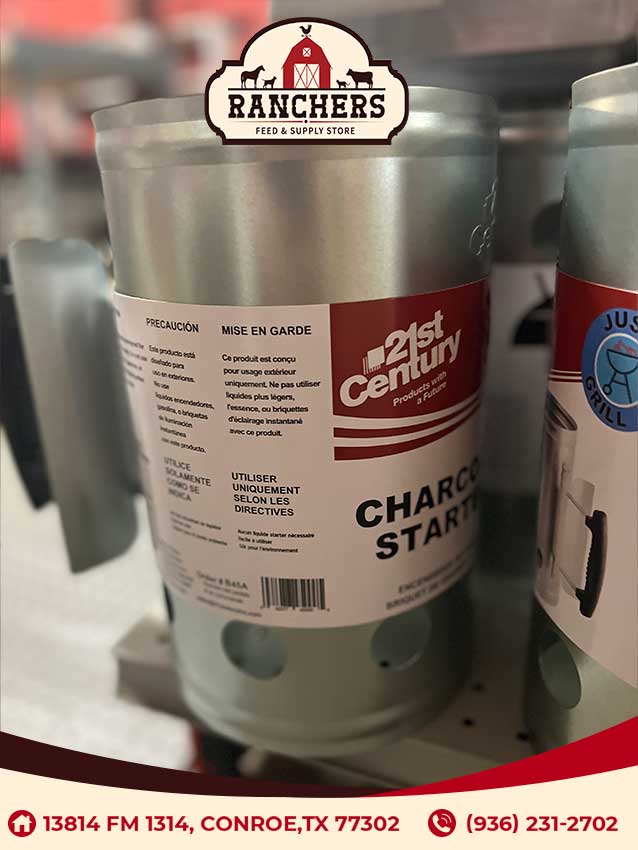 RANCHERS
FEED & SUPPLY STORE
PRECAUCIÓN
Este producto está
diseñado para
uso en exteriores.
No use
líquidos encendedores,
gasolina, o briquetas
de iluminación
instantánea
con este producto.
UTILICE
SOLAMENTE
COMO SE
INDICA
MISE EN GARDE
Ce produit est conçu
pour usage extérieur
uniquement. Ne pas utiliser
liquides plus légers,
l'essence, ou briquettes
d'éclairage instantané
avec ce produit.
UTILISER
UNIQUEMENT
SELON LES
DIRECTIVES
Aucun liquide starter nécessaire
Facile à utiliser
Sûr pour l'environnement
Order # B45A
21st
Century
Products with
a Future
CHARCO
START
JUS
GRILL
13814 FM 1314, CONROE,TX 77302
(936) 231-2702